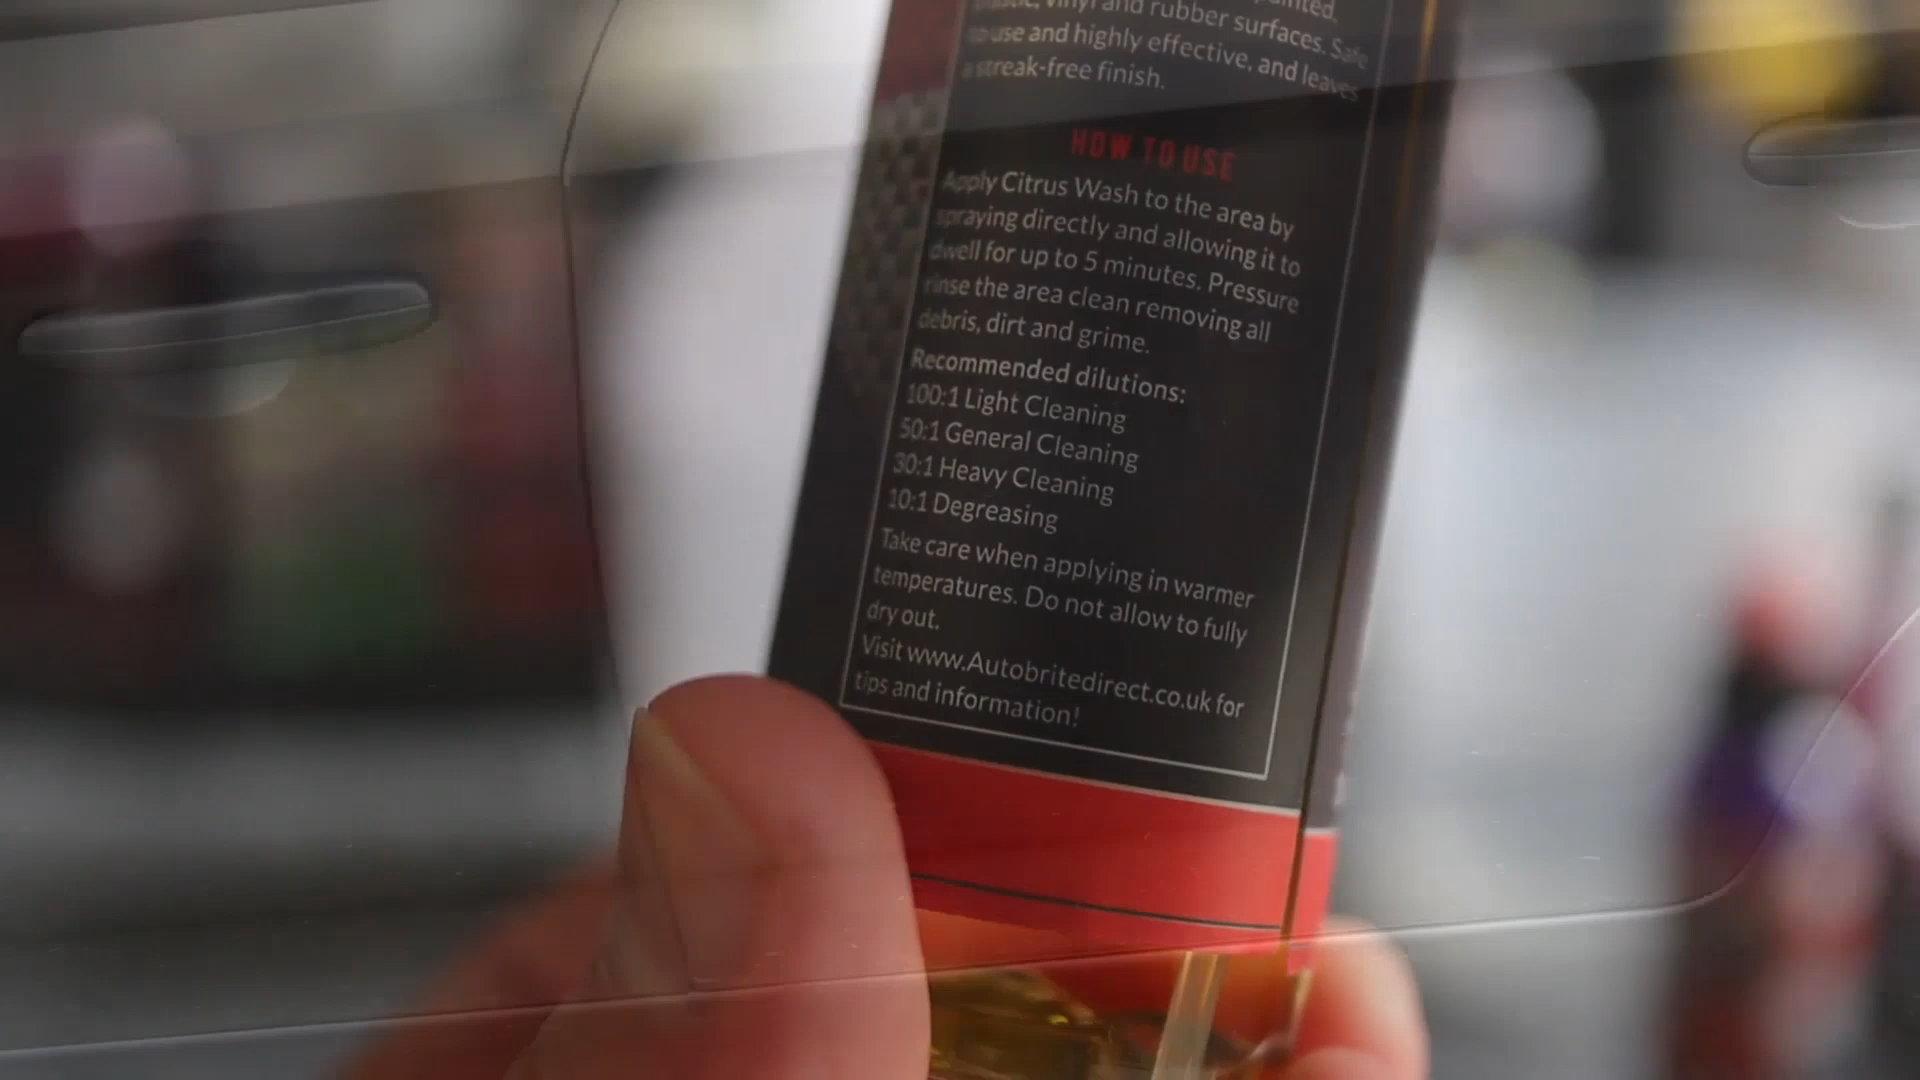 vinyl and rubber surfaces. Safe
to use and highly effective, and leaves
a streak-free finish.
HOW TO USE
Apply Citrus Wash to the area by
spraying directly and allowing it to
dwell for up to 5 minutes. Pressure
rinse the area clean removing all
debris, dirt and grime.
Recommended dilutions:
100:1 Light Cleaning
50:1 General Cleaning
30:1 Heavy Cleaning
10:1 Degreasing
Take care when applying in warmer
temperatures. Do not allow to fully
dry out.
Visit www.Autobritedirect.co.uk for
tips and information!